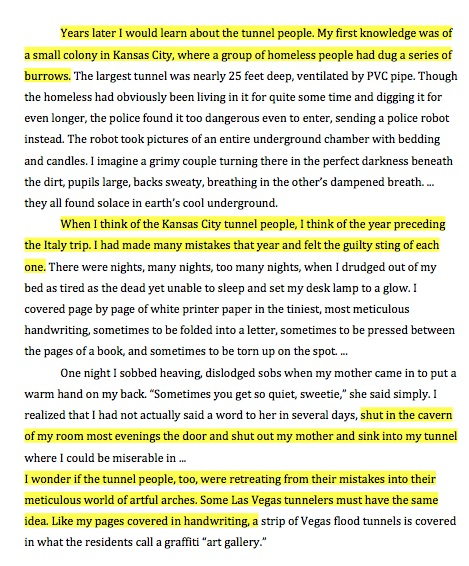 Years later I would learn about the tunnel people. My first knowledge was of
a small colony in Kansas City, where a group of homeless people had dug a series of
burrows. The largest tunnel was nearly 25 feet deep, ventilated by PVC pipe. Though
the homeless had obviously been living in it for quite some time and digging it for
even longer, the police found it too dangerous even to enter, sending a police robot
instead. The robot took pictures of an entire underground chamber with bedding
and candles. I imagine a grimy couple turning there in the perfect darkness beneath
the dirt, pupils large, backs sweaty, breathing in the other's dampened breath. ...
they all found solace in earth's cool underground.
When I think of the Kansas City tunnel people, I think of the year preceding
the Italy trip. I had made many mistakes that year and felt the guilty sting of each
one. There were nights, many nights, too many nights, when I drudged out of my
bed as tired as the dead yet unable to sleep and set my desk lamp to a glow. I
covered page by page of white printer paper in the tiniest, most meticulous
handwriting, sometimes to be folded into a letter, sometimes to be pressed between
the pages of a book, and sometimes to be torn up on the spot. ...
One night I sobbed heaving, dislodged sobs when my mother came in to put a
warm hand on my back. “Sometimes you get so quiet, sweetie,” she said simply. I
realized that I had not actually said a word to her in several days, shut in the cavern
of my room most evenings the door and shut out my mother and sink into my tunnel
where I could be miserable in ...
I wonder if the tunnel people, too, were retreating from their mistakes into their
meticulous world of artful arches. Some Las Vegas tunnelers must have the same
idea. Like my pages covered in handwriting, a strip of Vegas flood tunnels is covered
in what the residents call a graffiti “art gallery.”